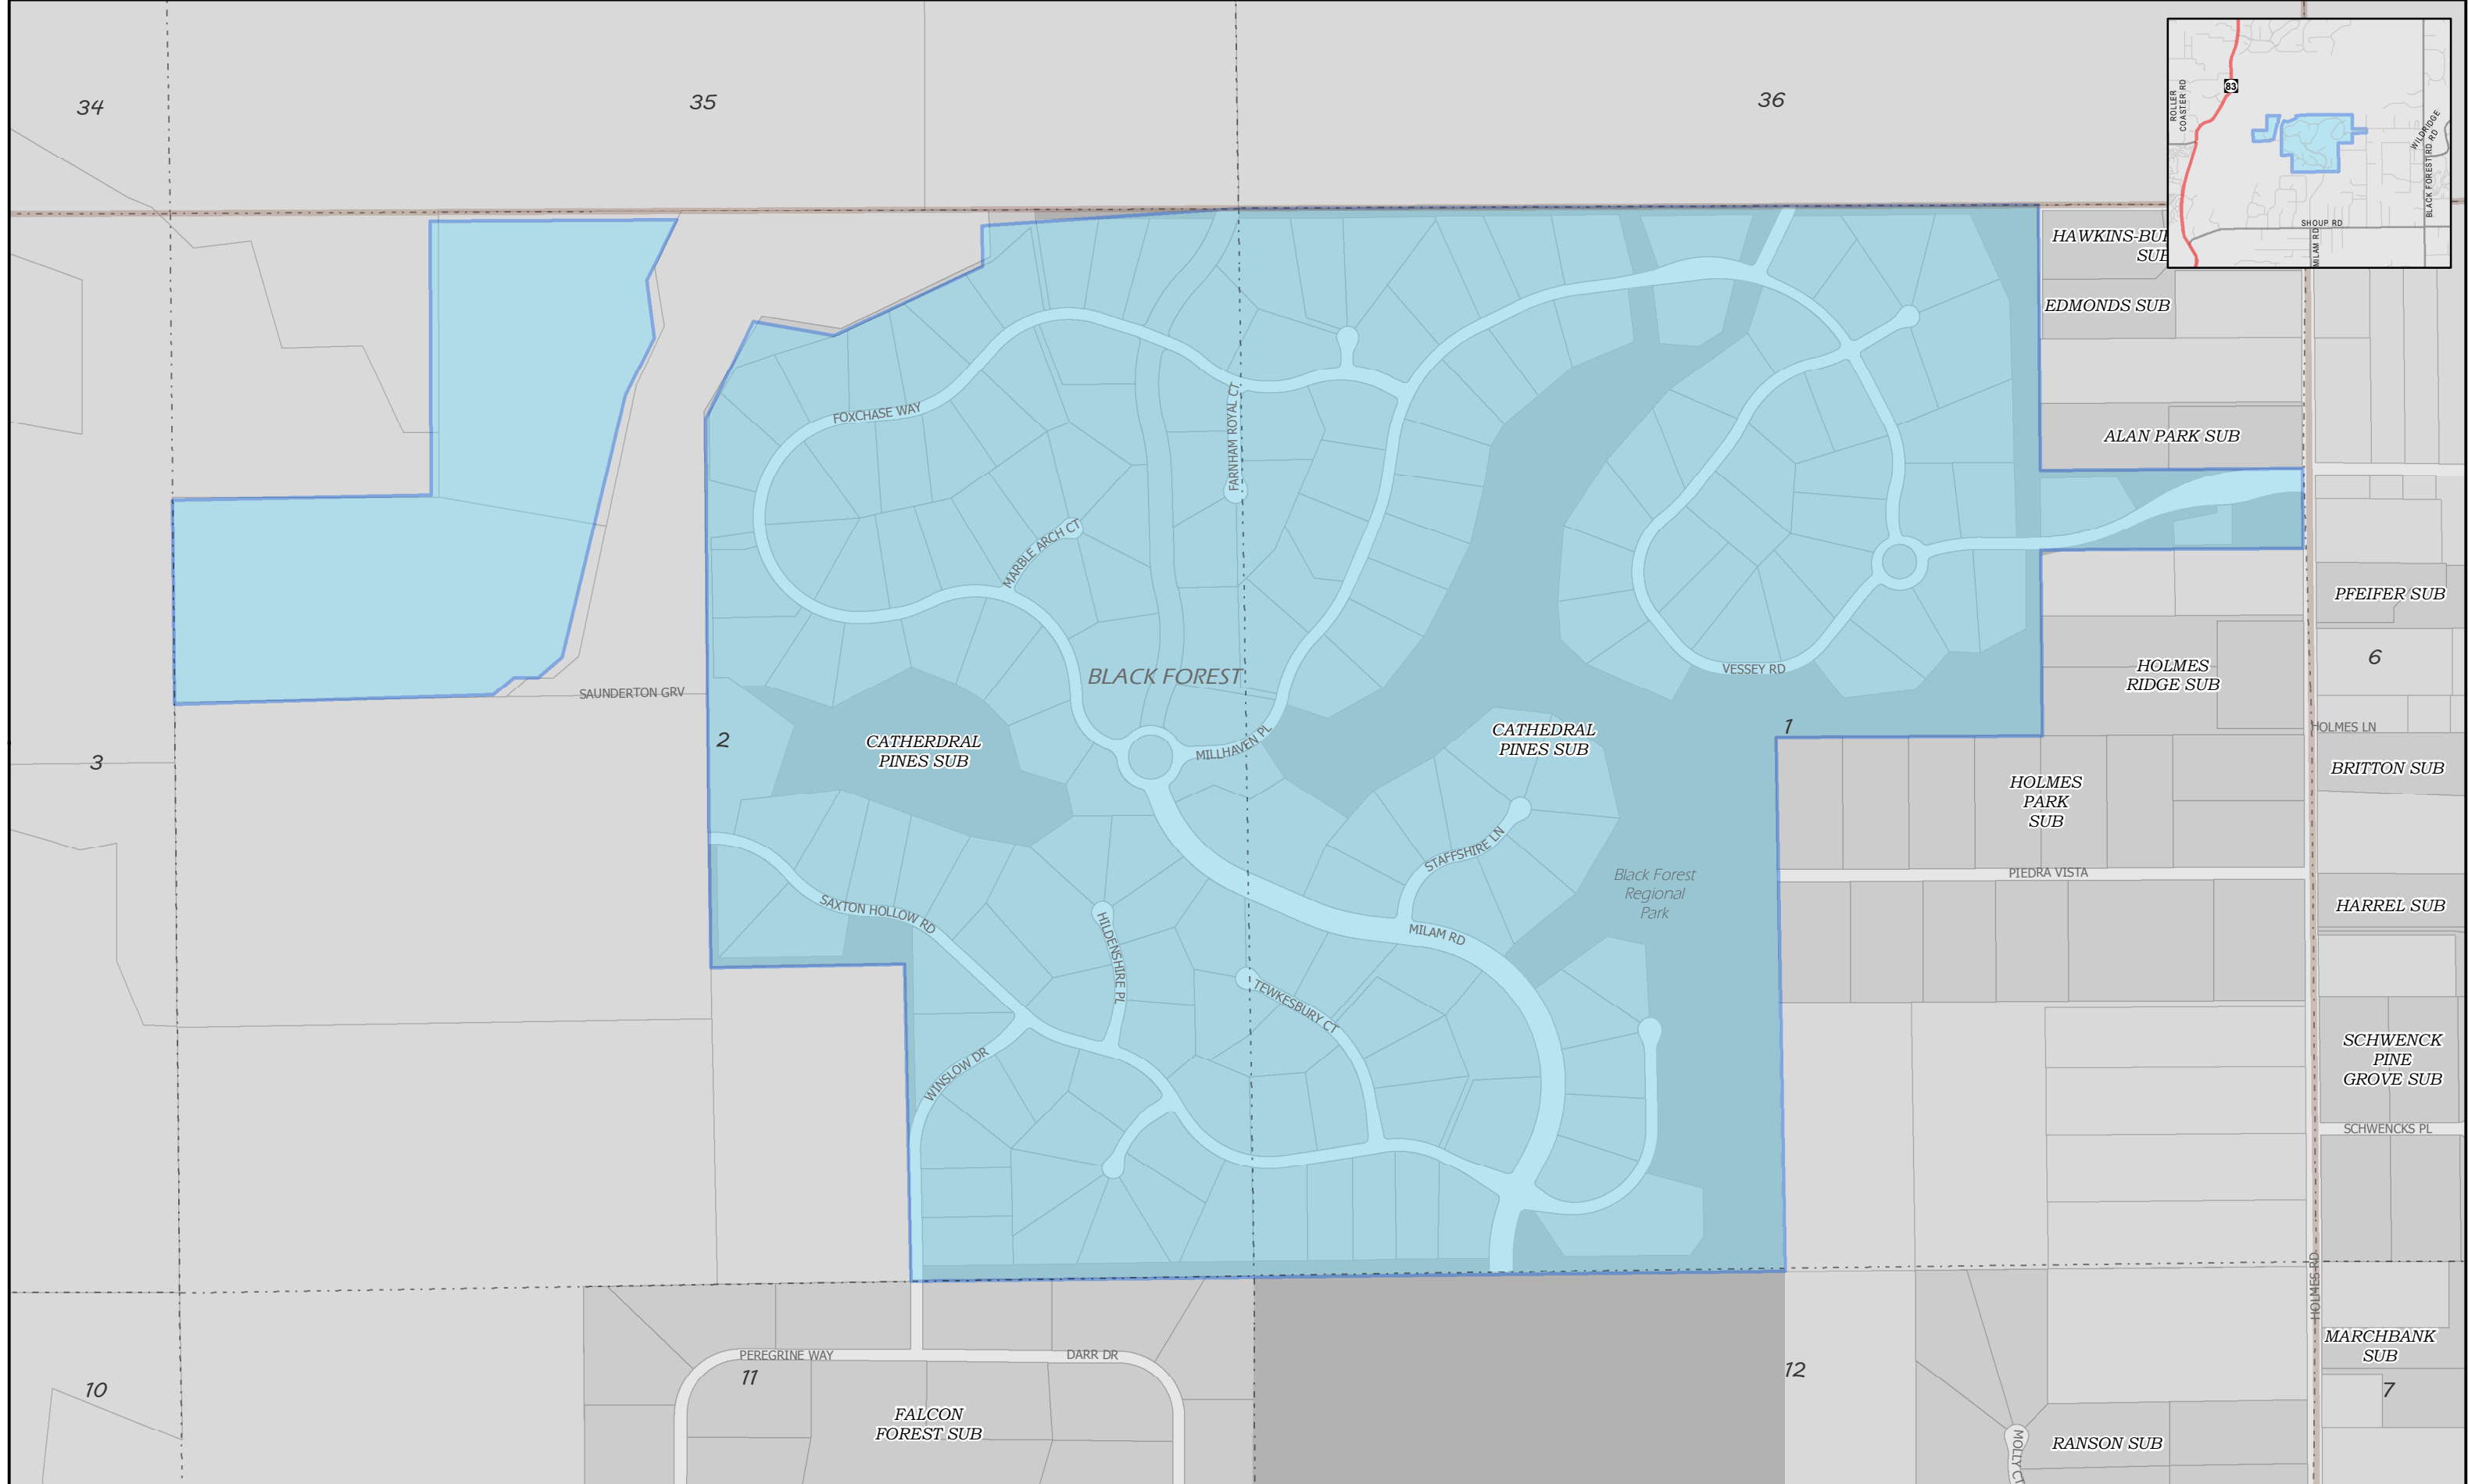 34
35
36
83
ROLLER
COASTER RD
WILDRIDGE
RD
BLACK FOREST RD
SHOUP RD
MILAM RD
HAWKINS-BU
SUB
EDMONDS SUB
ALAN PARK SUB
FOXCHASE WAY
FARNHAM ROYAL CT
MARBLE ARCH CT
PFEIFER SUB
6
VESSEY RD
HOLMES
RIDGE SUB
BLACK FOREST
SAUNDERTON GRV
2
CATHERDRAL
PINES SUB
MILLHAVEN PL
CATHEDRAL
PINES SUB
1
HOLMES LN
3
BRITTON SUB
HOLMES
PARK
SUB
STAFFSHIRE LN
PIEDRA VISTA
Black Forest
Regional
Park
HARREL SUB
SAXTON HOLLOW RD
HILDENSHIRE PL
MILAM RD
TEWKESBURY CT
WINSLOW DR
SCHWENCK
PINE
GROVE SUB
SCHWENCKS PL
HOLMES RD
MARCHBANK
SUB
PEREGRINE WAY
DARR DR
11
12
10
7
FALCON
FOREST SUB
RANSON SUB
MOLLY CT